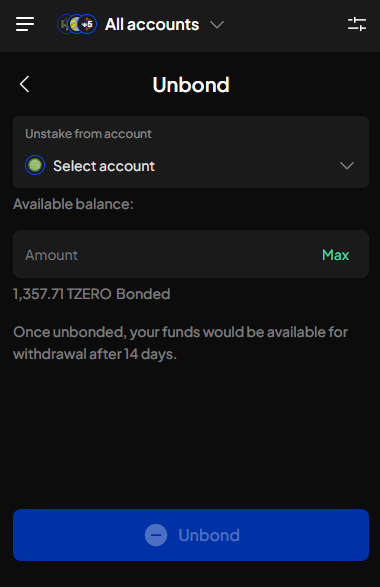 +5 All accounts
Unbond
Unstake from account
Select account
Available balance:
Amount Max
1,357.71 TZERO Bonded
Once unbonded, your funds would be available for
withdrawal after 14 days.
Unbond